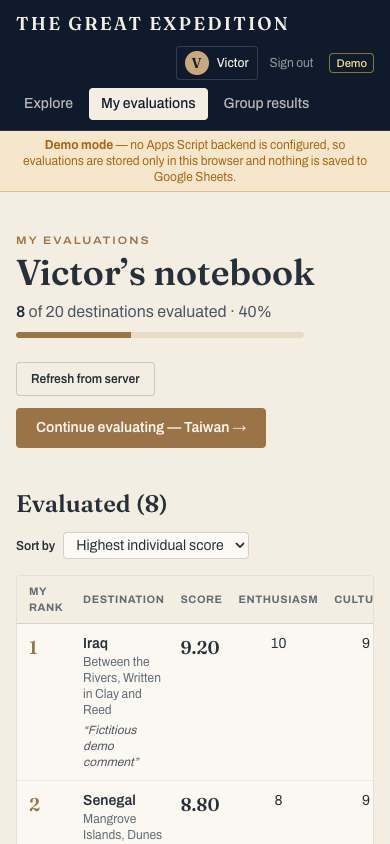 THE GREAT EXPEDITION
V Victor Sign out Demo
Explore My evaluations Group results
Demo mode — no Apps Script backend is configured, so
evaluations are stored only in this browser and nothing is saved to
Google Sheets.
MY EVALUATIONS
Victor’s notebook
8 of 20 destinations evaluated · 40%
Refresh from server
Continue evaluating — Taiwan →
Evaluated (8)
Sort by Highest individual score
MY RANK DESTINATION SCORE ENTHUSIASM CULTU
1 Iraq 9.20 10 9
Between the
Rivers, Written
in Clay and
Reed
“Fictitious
demo
comment”
2 Senegal 8.80 8 9
Mangrove
Islands, Dunes